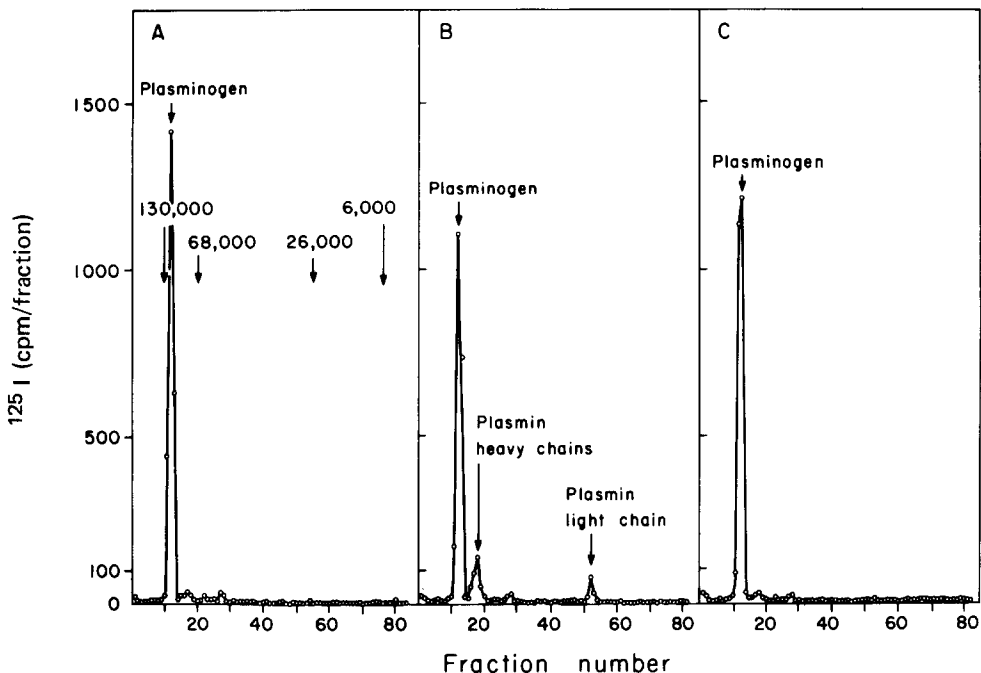 A
B
C
Plasminogen
1500
130,000
68,000
26,000
6,000
1000
500
100
0
20
40
60
80
Plasminogen
Plasmin
heavy chains
Plasmin
light chain
20
40
60
80
Plasminogen
20
40
60
80
125 I (cpm/fraction)
Fraction number